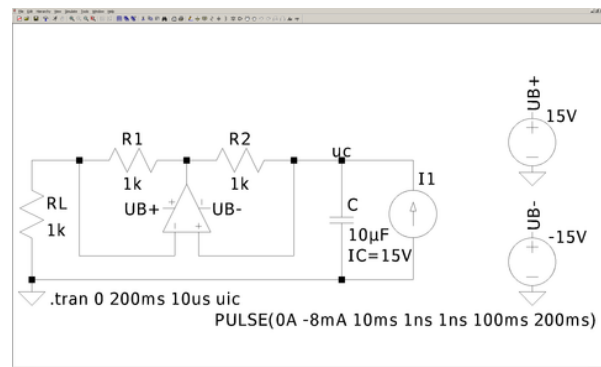 UB+
15V
R1
R2
uc
1k
1k
I1
RL
1k
UB+
UB-
C
10µF
IC=15V
UB-
-15V
.tran 0 200ms 10us uic
PULSE(0A -8mA 10ms 1ns 1ns 100ms 200ms)